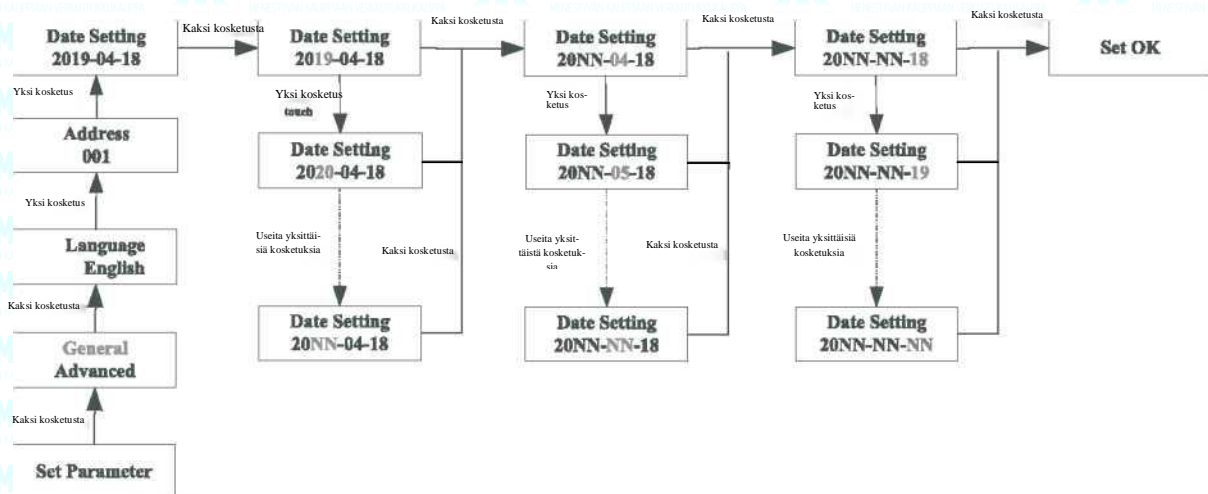 Date Setting
2019-04-18
Kaksi kosketusta
Date Setting
2019-04-18
Kaksi kosketusta
Date Setting
20NN-04-18
Kaksi kosketusta
Date Setting
20NN-NN-18
Kaksi kosketusta
Set OK
Yksi kosketus
Yksi kosketus
touch
Yksi kos-
ketus
Yksi kos-
ketus
Address
001
Date Setting
2020-04-18
Date Setting
20NN-05-18
Date Setting
20NN-NN-19
Yksi kosketus
Language
English
Useita yksittäi-
siä kosketuksia
Kaksi kosketusta
Useita yksit-
täistä kosketuk-
sia
Kaksi kosketusta
Useita yksittäisiä
kosketuksia
Kaksi kosketusta
General
Advanced
Date Setting
20NN-04-18
Date Setting
20NN-NN-18
Date Setting
20NN-NN-NN
Kaksi kosketusta
Set Parameter